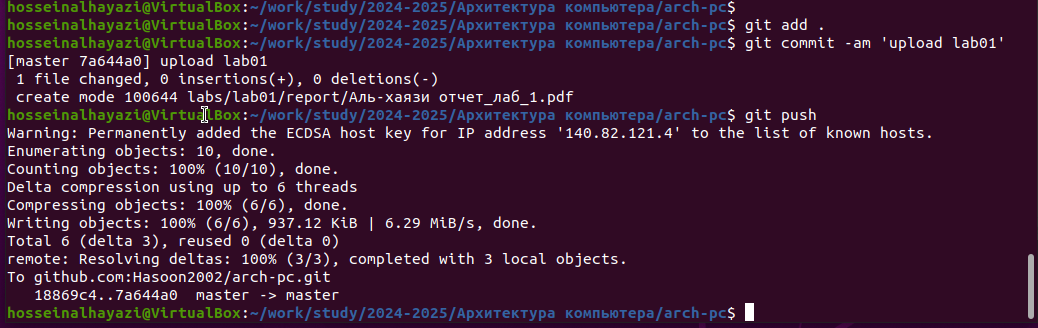 hosseinalhayazi@VirtualBox:~/work/study/2024-2025/Архитектура компьютера/arch-pc$
hosseinalhayazi@VirtualBox:~/work/study/2024-2025/Архитектура компьютера/arch-pc$ git add .
hosseinalhayazi@VirtualBox:~/work/study/2024-2025/Архитектура компьютера/arch-pc$ git commit -am 'upload lab01'
[master 7a644a0] upload lab01
 1 file changed, 0 insertions(+), 0 deletions(-)
 create mode 100644 labs/lab01/report/Аль-хаязи отчет_лаб_1.pdf
hosseinalhayazi@VirtualBox:~/work/study/2024-2025/Архитектура компьютера/arch-pc$ git push
Warning: Permanently added the ECDSA host key for IP address '140.82.121.4' to the list of known hosts.
Enumerating objects: 10, done.
Counting objects: 100% (10/10), done.
Delta compression using up to 6 threads
Compressing objects: 100% (6/6), done.
Writing objects: 100% (6/6), 937.12 KiB | 6.29 MiB/s, done.
Total 6 (delta 3), reused 0 (delta 0)
remote: Resolving deltas: 100% (3/3), completed with 3 local objects.
To github.com:Hasoon2002/arch-pc.git
   18869c4..7a644a0  master -> master
hosseinalhayazi@VirtualBox:~/work/study/2024-2025/Архитектура компьютера/arch-pc$